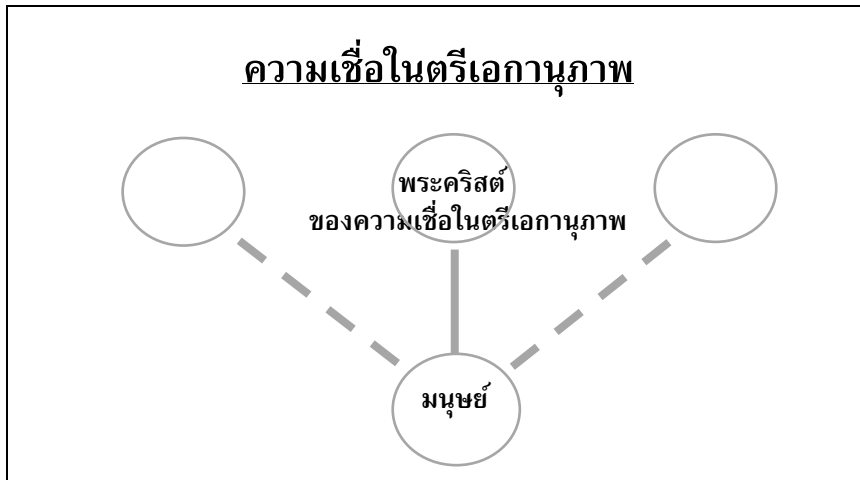 ความเชื่อในตรีเอกานุภาพ
พระคริสต์
ของความเชื่อในตรีเอกานุภาพ
มนุษย์